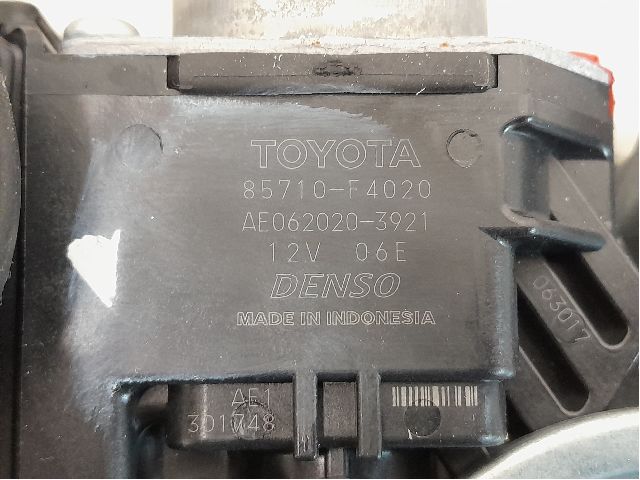 TOYOTA
85710-F4020
AE062020-3921
12V 06E
DENSO
MADE IN INDONESIA
063017
AE1
301748